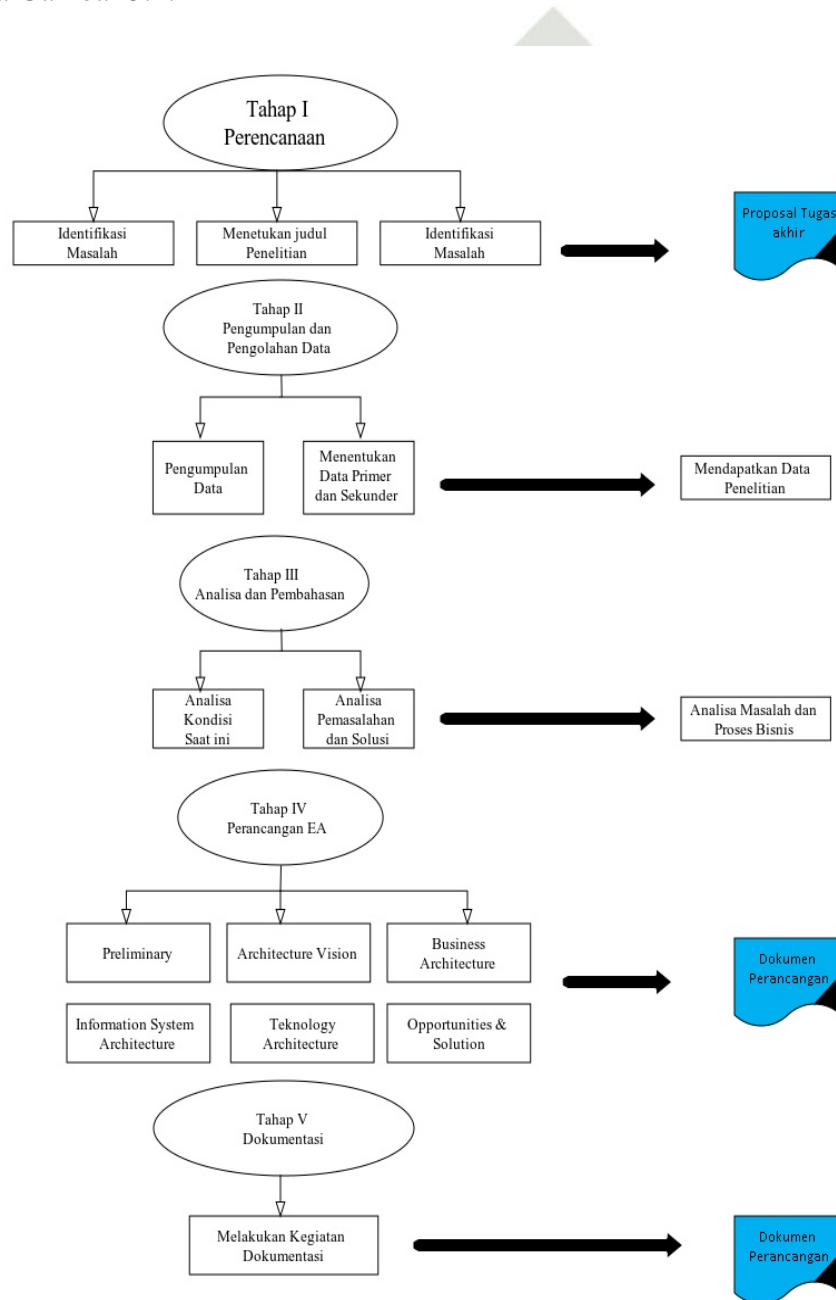 Tahap I
Perencanaan
Identifikasi
Masalah
Menetukan judul
Penelitian
Identifikasi
Masalah
Proposal Tugas
akhir
Tahap II
Pengumpulan dan
Pengolahan Data
Pengumpulan
Data
Menentukan
Data Primer
dan Sekunder
Mendapatkan Data
Penelitian
Tahap III
Analisa dan Pembahasan
Analisa
Kondisi
Saat ini
Analisa
Pemasalahan
dan Solusi
Analisa Masalah dan
Proses Bisnis
Tahap IV
Perancangan EA
Preliminary
Architecture Vision
Business
Architecture
Information System
Architecture
Teknology
Architecture
Opportunities &
Solution
Dokumen
Perancangan
Tahap V
Dokumentasi
Melakukan Kegiatan
Dokumentasi
Dokumen
Perancangan